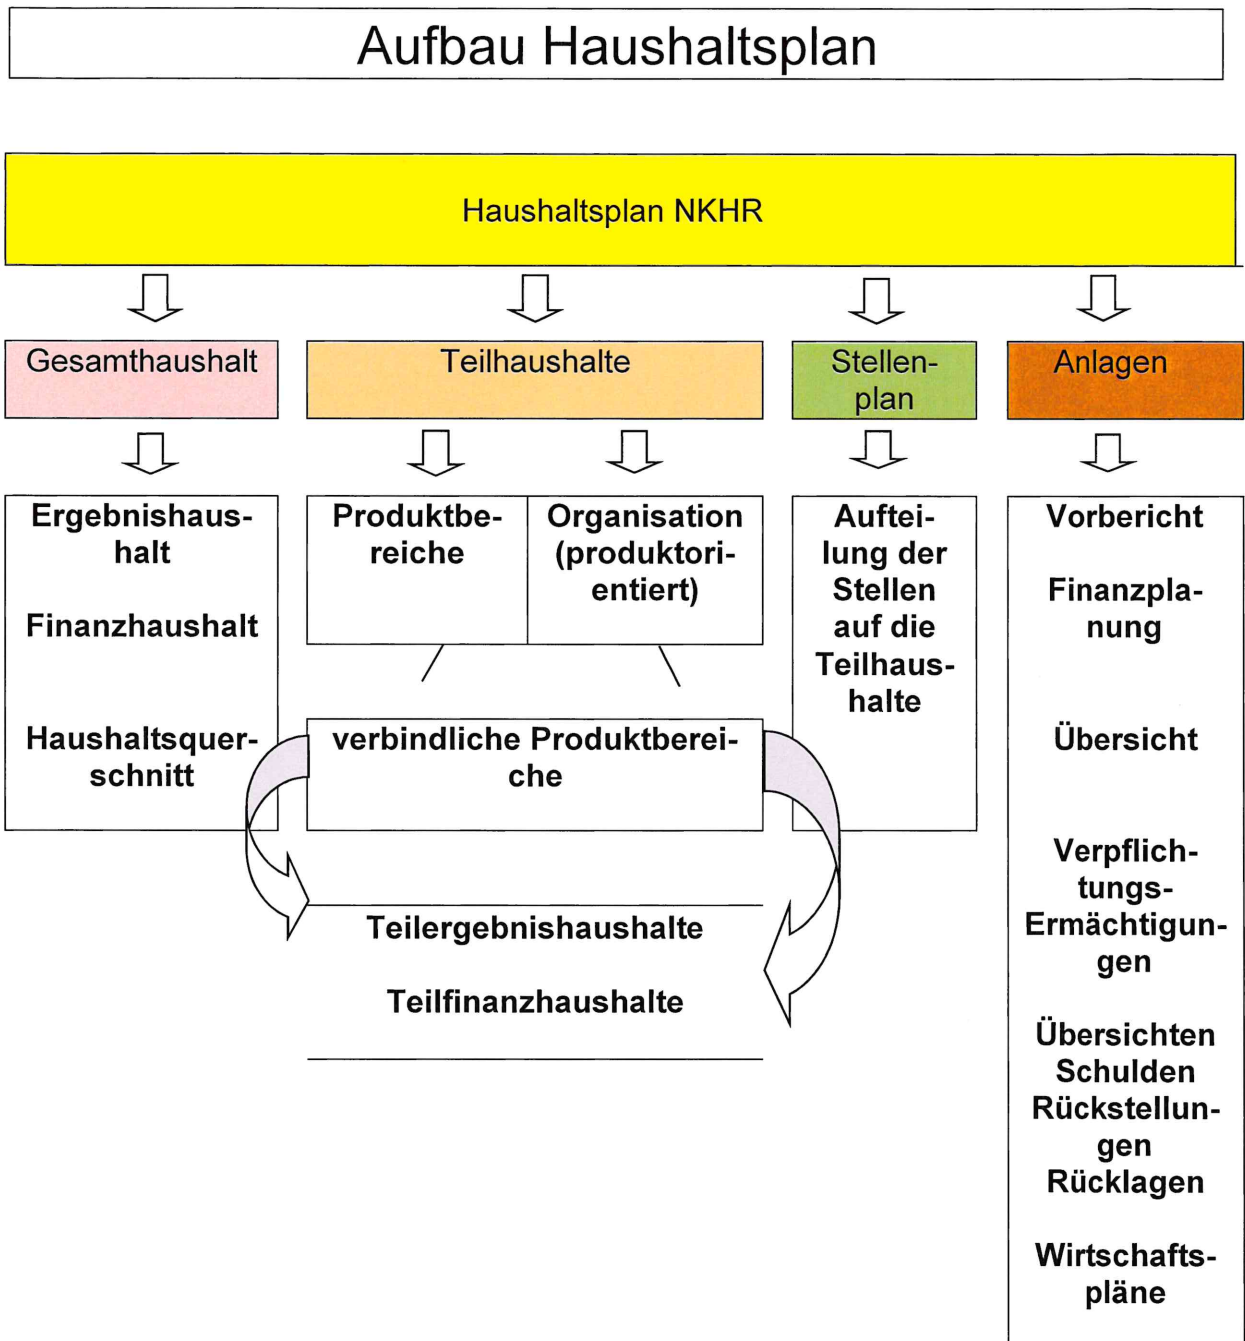 Aufbau Haushaltsplan
Haushaltsplan NKHR
Gesamthaushalt
Teilhaushalte
Stellen-
plan
Anlagen
Ergebnishaus-
halt
Finanzhaushalt
Haushaltsquer-
schnitt
Produktbe-
reiche
Organisation
(produktori-
entiert)
verbindliche Produktberei-
che
Teilergebnishaushalte
Teilfinanzhaushalte
Auftei-
lung der
Stellen
auf die
Teilhaus-
halte
Vorbericht
Finanzpla-
nung
Übersicht
Verpflich-
tungs-
Ermächtigun-
gen
Übersichten
Schulden
Rückstellun-
gen
Rücklagen
Wirtschafts-
pläne